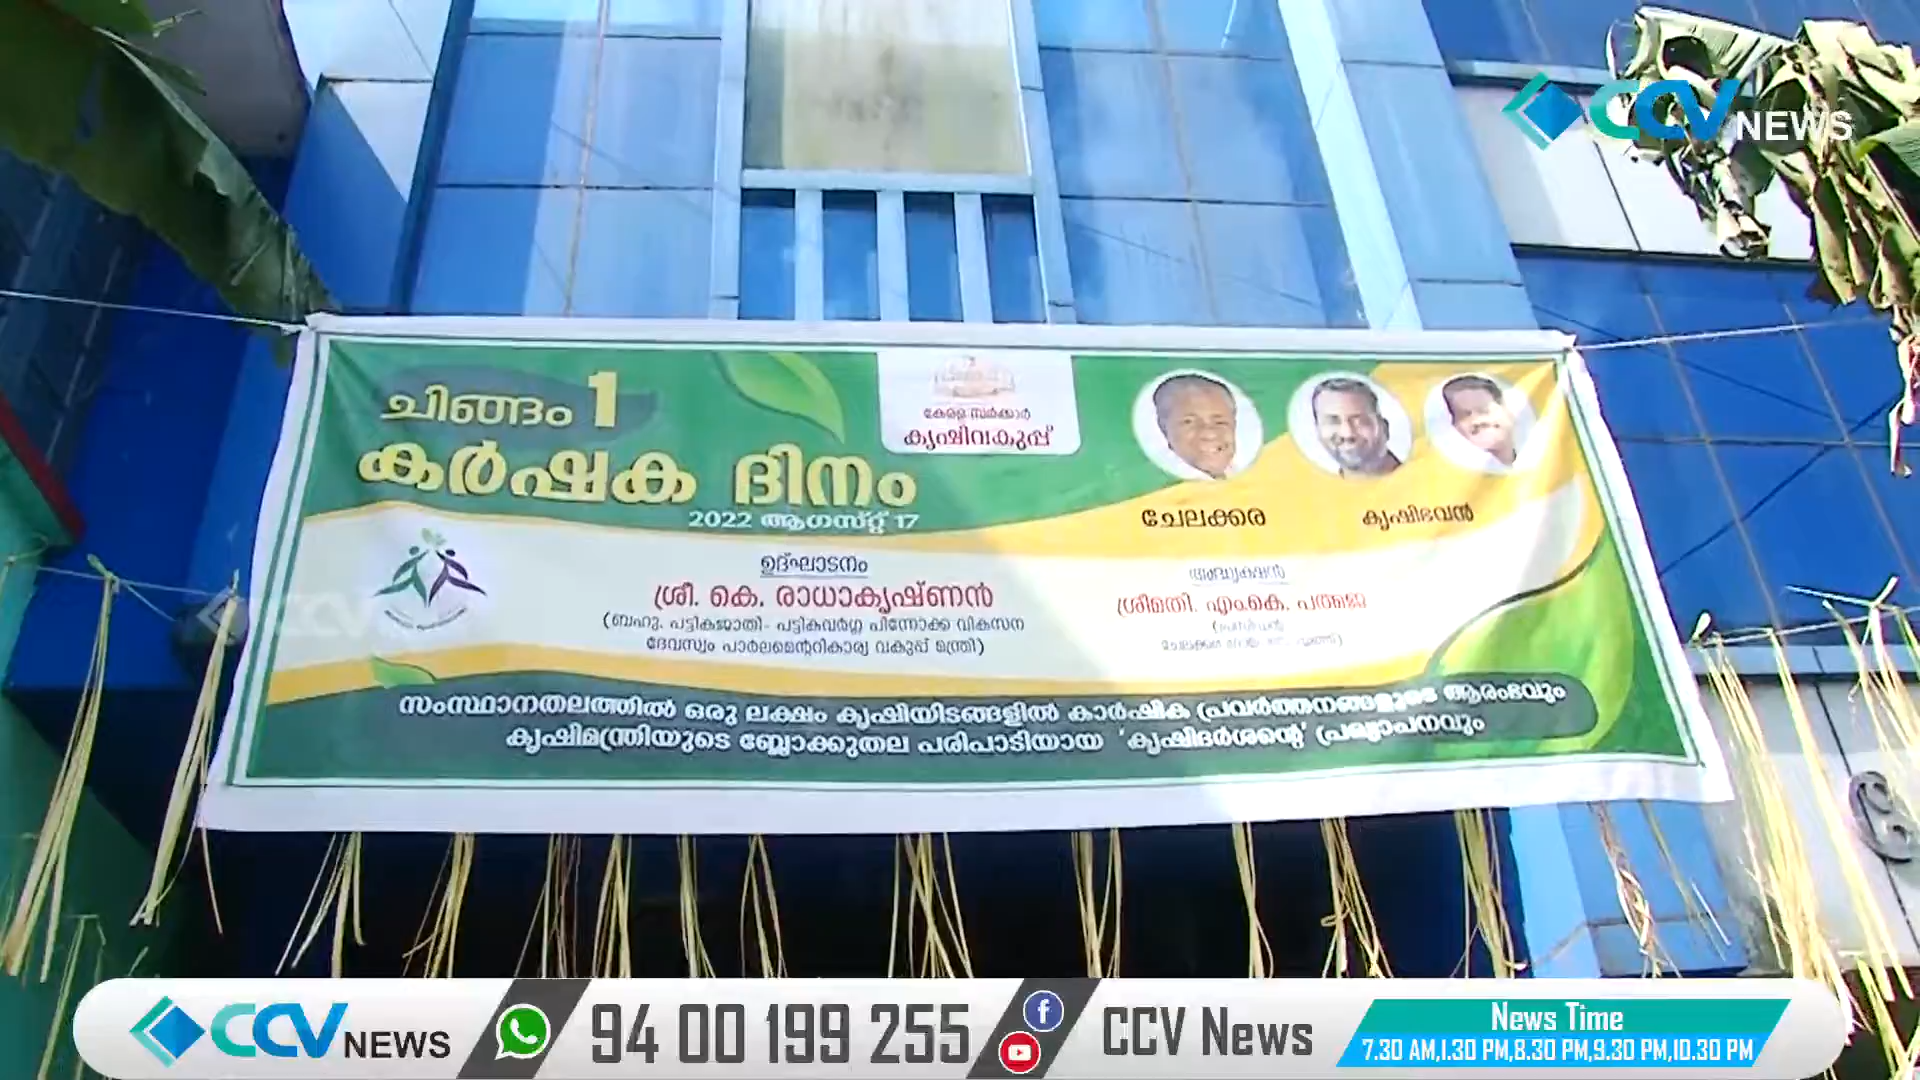 CCV NEWS
ചിങ്ങം 1
കർഷക ദിനം
2022 ആഗസ്റ്റ് 17
കേരള സർക്കാർ
കൃഷിവകുപ്പ്
ചേലക്കര കൃഷിഭവൻ
ഉദ്ഘാടനം
ശ്രീ. കെ. രാധാകൃഷ്ണൻ
(ബഹു. പട്ടികജാതി- പട്ടികവർഗ്ഗ പിന്നോക്ക വികസന
ദേവസ്വം പാർലമെന്ററികാര്യ വകുപ്പ് മന്ത്രി)
അദ്ധ്യക്ഷൻ
ശ്രീമതി. എം.കെ. പത്മജ
സംസ്ഥാനതലത്തിൽ ഒരു ലക്ഷം കൃഷിയിടങ്ങളിൽ കാർഷിക പ്രവർത്തനങ്ങളുടെ ആരംഭവും
കൃഷിമന്ത്രിയുടെ ബ്ലോക്കുതല പരിപാടിയായ 'കൃഷിദർശന്റെ' പ്രഖ്യാപനവും
CCV NEWS
94 00 199 255
CCV News
News Time
7.30 AM,1.30 PM,8.30 PM,9.30 PM,10.30 PM